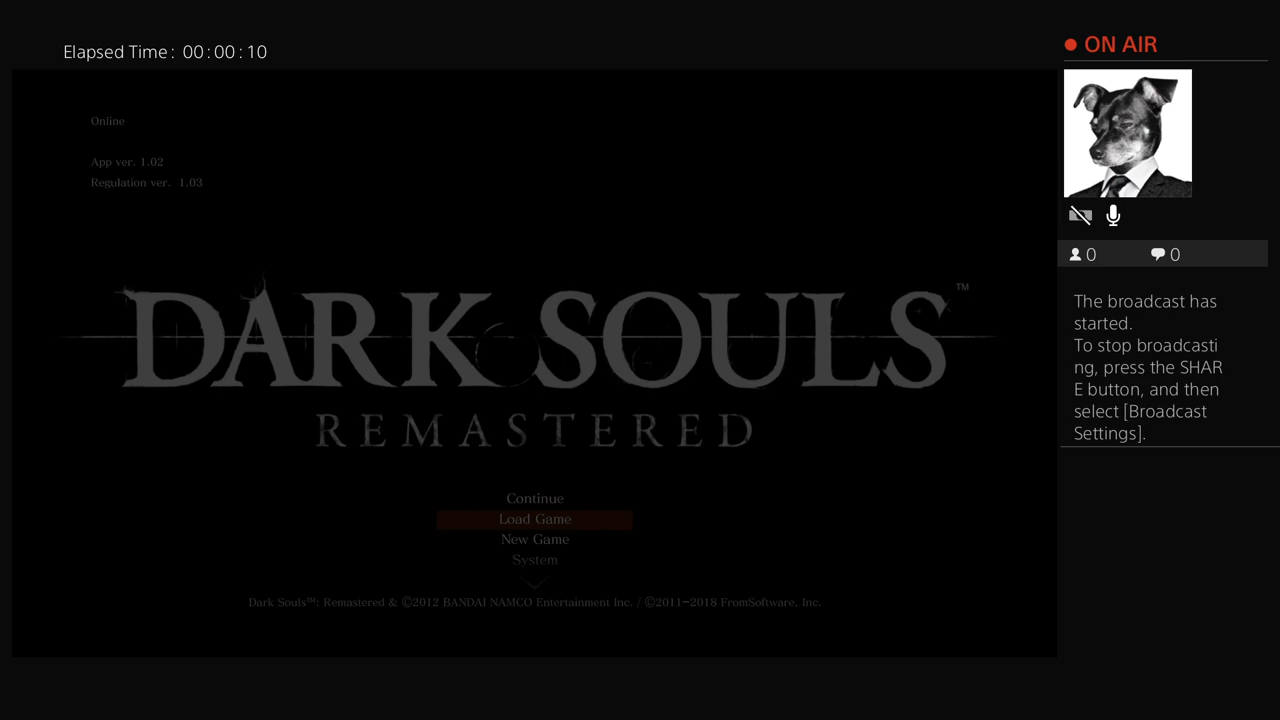 Elapsed Time : 00:00:10
ON AIR
Online
App ver. 1.02
Regulation ver. 1.03
0 0
The broadcast has
started.
To stop broadcasti
ng, press the SHAR
E button, and then
select [Broadcast
Settings].
DARK SOULS™
REMASTERED
Continue
Load Game
New Game
System
Dark Souls™: Remastered & ©2012 BANDAI NAMCO Entertainment Inc. / ©2011-2018 FromSoftware, Inc.